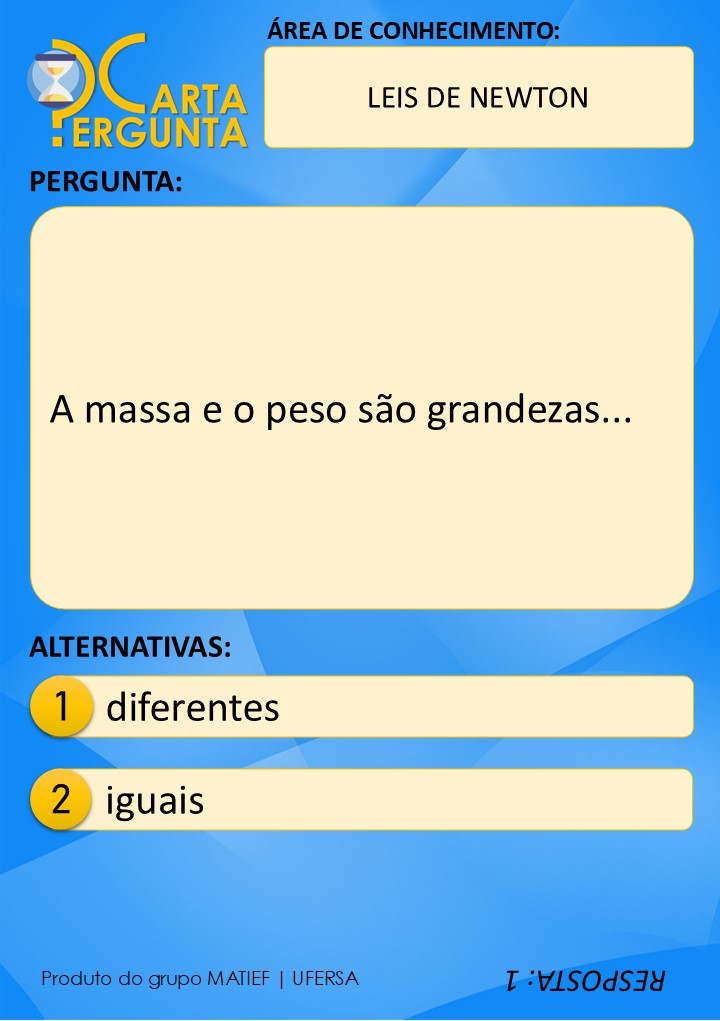 CARTA
PERGUNTA
ÁREA DE CONHECIMENTO:
LEIS DE NEWTON
PERGUNTA:
A massa e o peso são grandezas...
ALTERNATIVAS:
1 diferentes
2 iguais
Produto do grupo MATIEF | UFERSA
RESPOSTA: 1